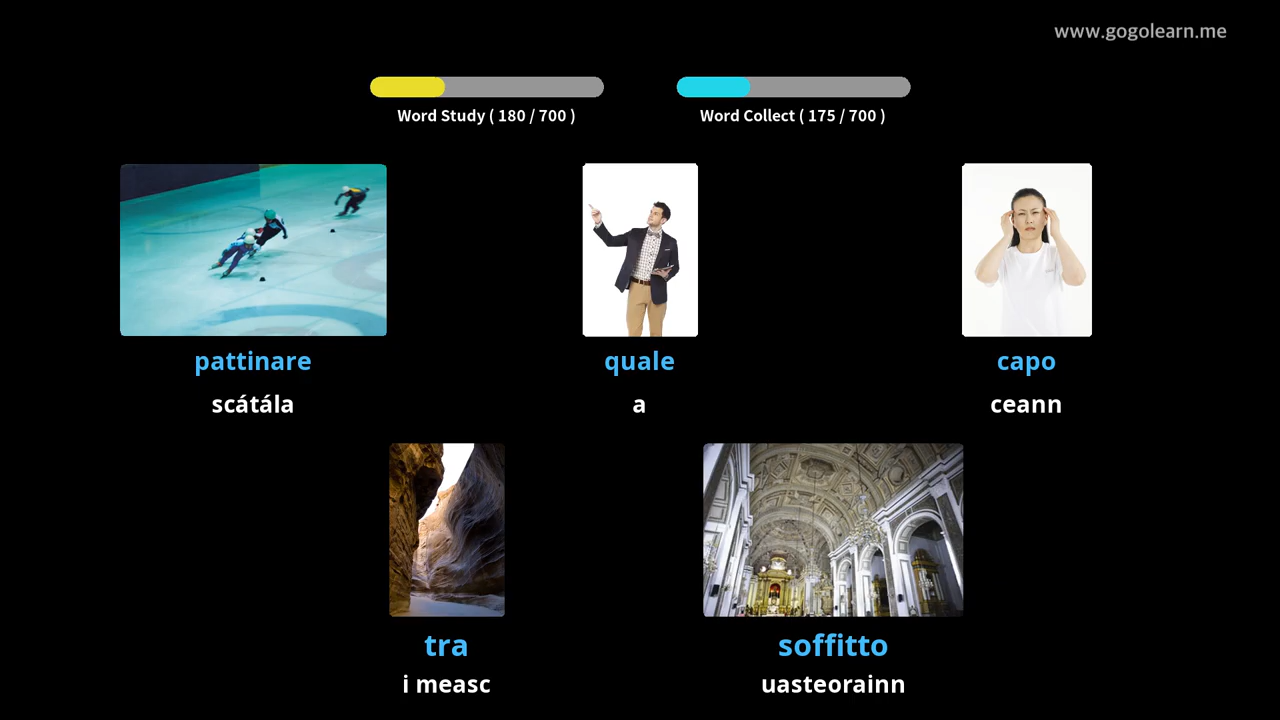 www.gogolearn.me
Word Study ( 180 / 700 )
Word Collect ( 175 / 700 )
pattinare
scátála
quale
a
capo
ceann
tra
i measc
soffitto
uasteorainn